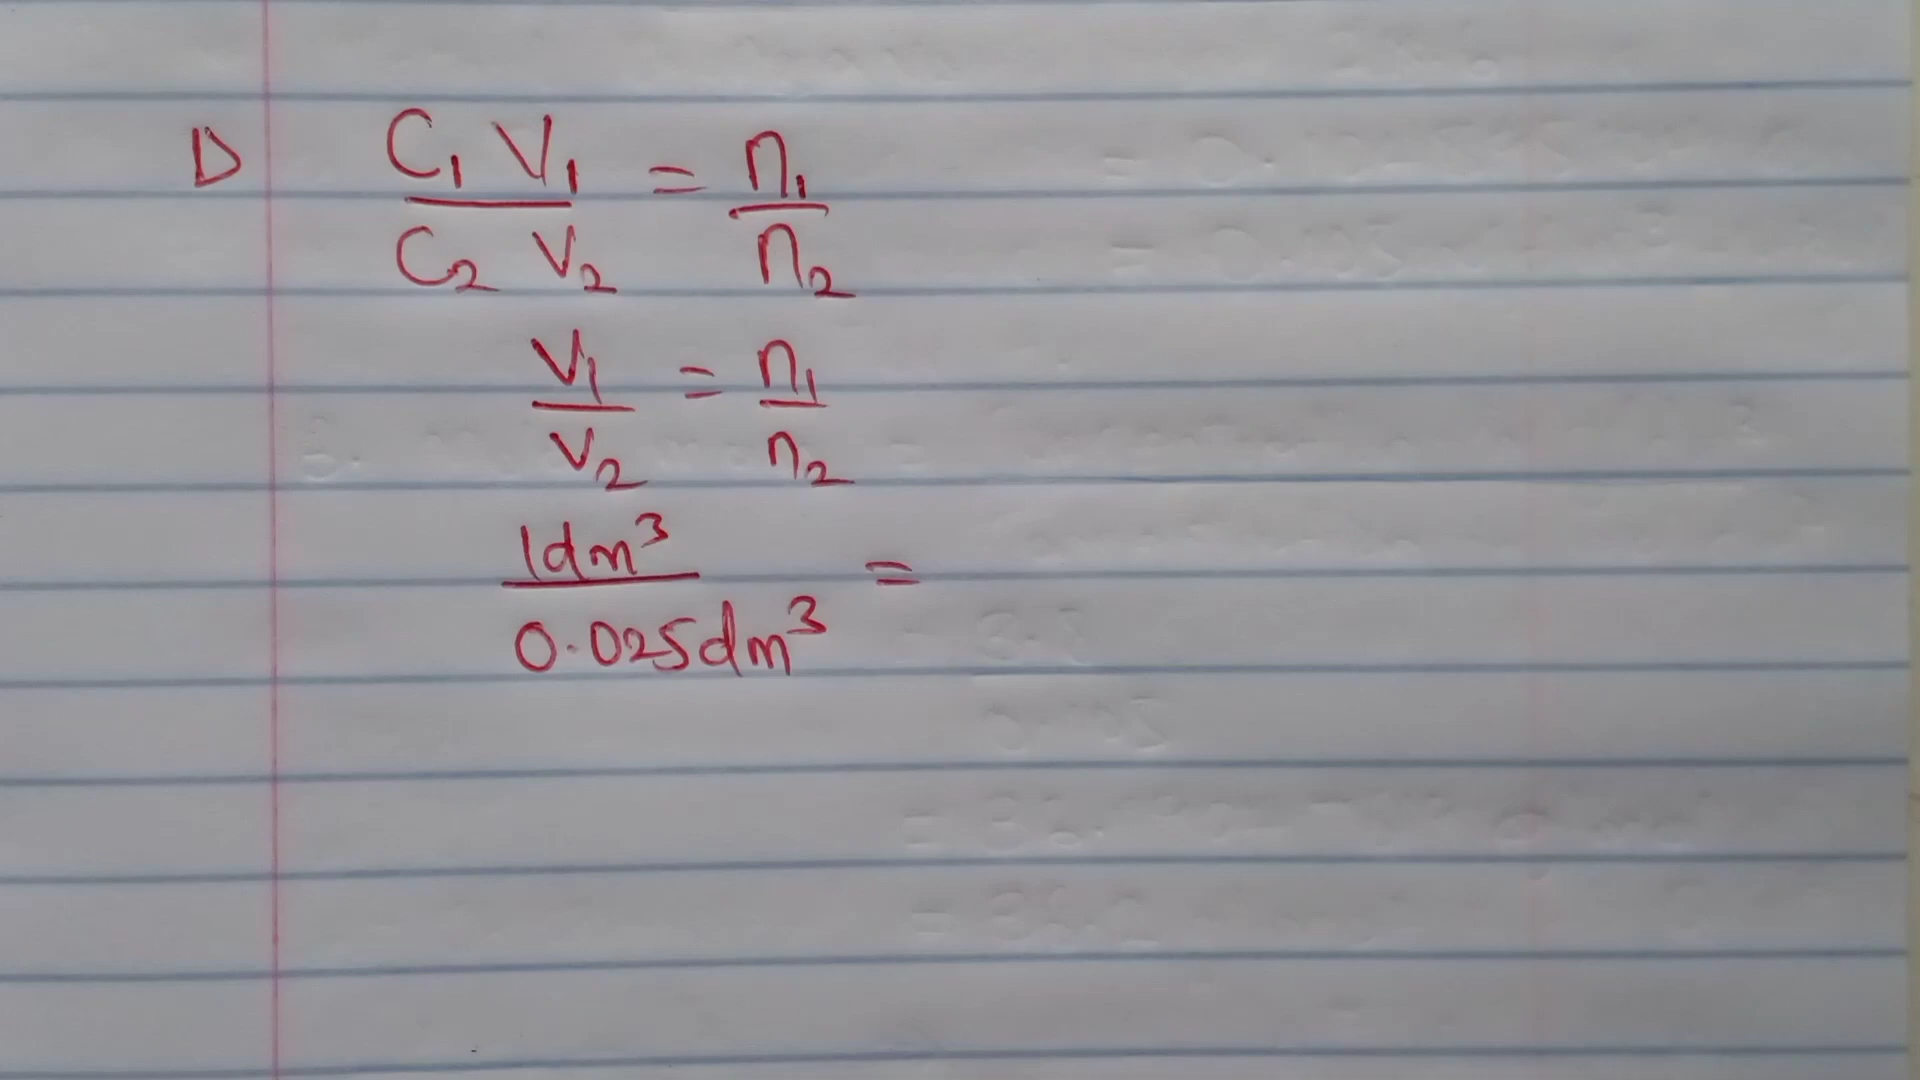 D C₁ V₁ / C₂ V₂ = n₁ / n₂
V₁ / V₂ = n₁ / n₂
1dm³ / 0.025dm³ =